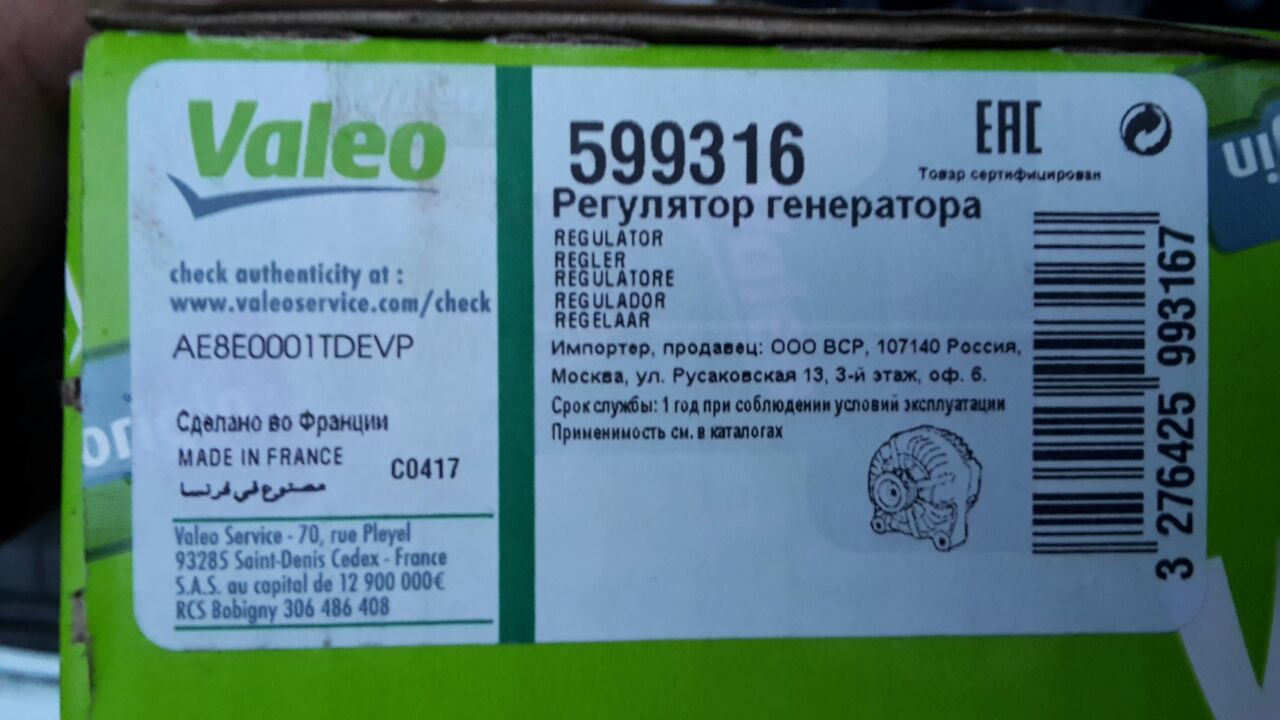 Valeo
check authenticity at :
www.valeoservice.com/check
AE8E0001TDEVP
Сделано во Франции
MADE IN FRANCE
C0417
مصنوع في فرنسا
Valeo Service - 70, rue Pleyel
93285 Saint-Denis Cedex - France
S.A.S. au capital de 12 900 000€
RCS Bobigny 306 486 408
599316
EAC
Товар сертифицирован
Регулятор генератора
REGULATOR
REGLER
REGULATORE
REGULADOR
REGELAAR
Импортер, продавец: ООО ВСР, 107140 Россия,
Москва, ул. Русаковская 13, 3-й этаж, оф. 6.
Срок службы: 1 год при соблюдении условий эксплуатации
Применимость см. в каталогах
3 276425 993167